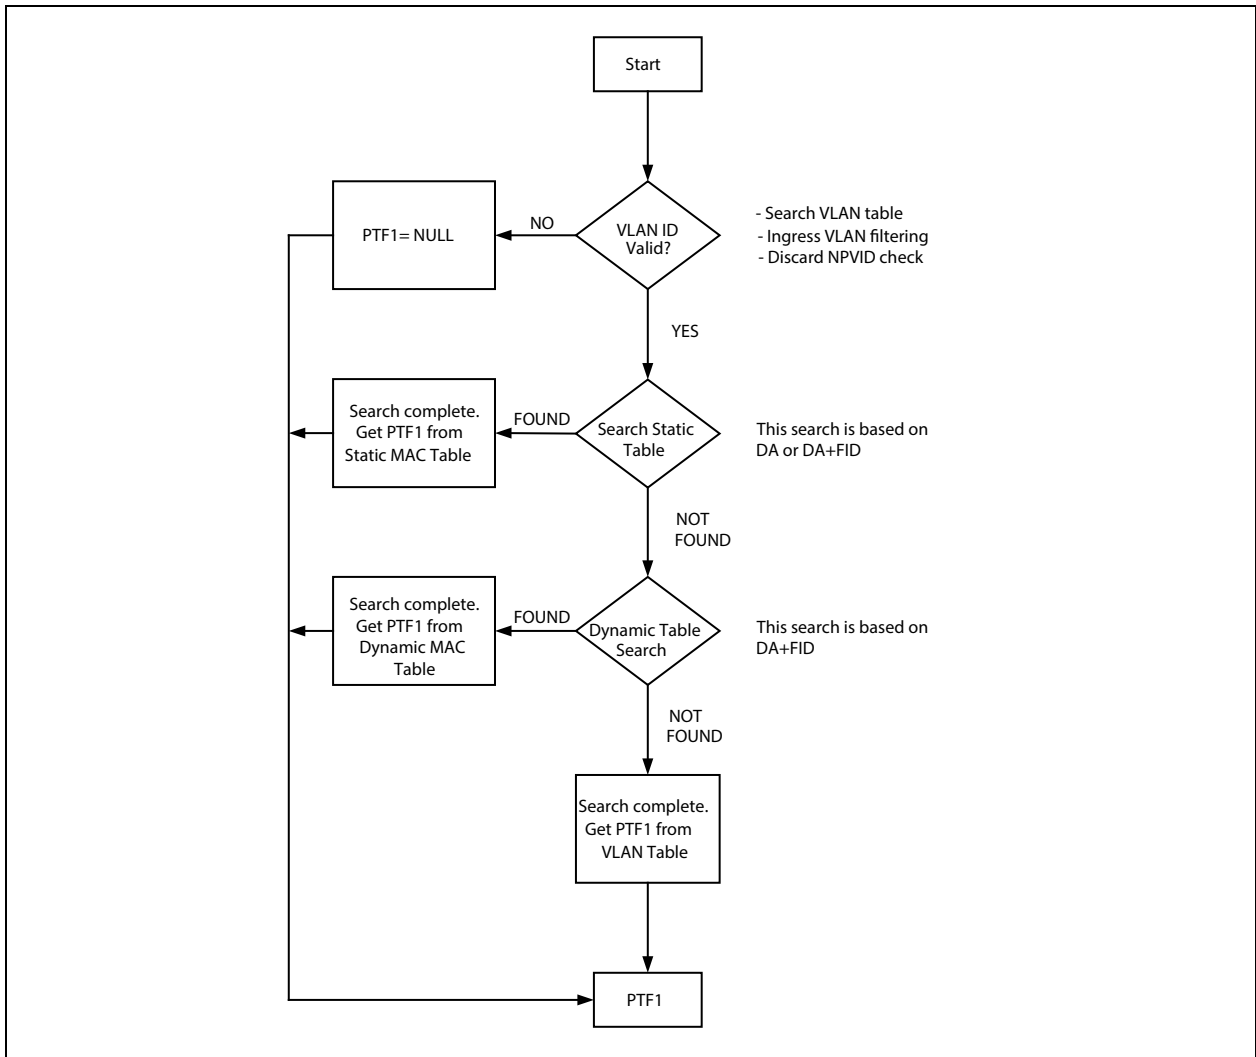 Start
VLAN ID
Valid?
NO
PTF1= NULL
- Search VLAN table
- Ingress VLAN filtering
- Discard NPVID check
YES
Search Static
Table
FOUND
Search complete.
Get PTF1 from
Static MAC Table
This search is based on
DA or DA+FID
NOT
FOUND
Dynamic Table
Search
FOUND
Search complete.
Get PTF1 from
Dynamic MAC
Table
This search is based on
DA+FID
NOT
FOUND
Search complete.
Get PTF1 from
VLAN Table
PTF1